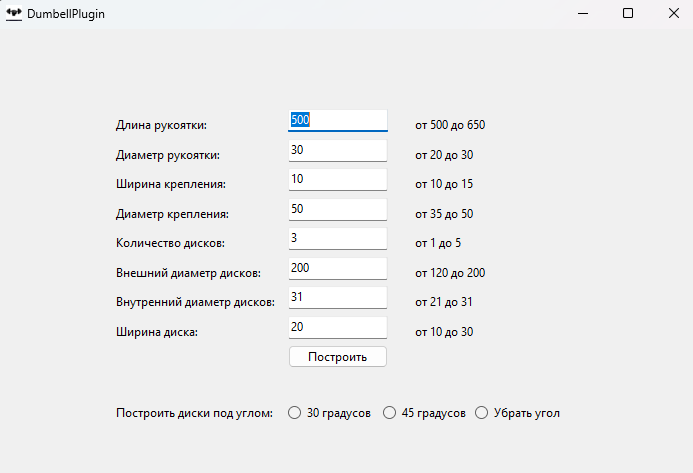 DumbellPlugin
Длина рукоятки: 500 от 500 до 650
Диаметр рукоятки: 30 от 20 до 30
Ширина крепления: 10 от 10 до 15
Диаметр крепления: 50 от 35 до 50
Количество дисков: 3 от 1 до 5
Внешний диаметр дисков: 200 от 120 до 200
Внутренний диаметр дисков: 31 от 21 до 31
Ширина диска: 20 от 10 до 30
Построить
Построить диски под углом: 30 градусов 45 градусов Убрать угол